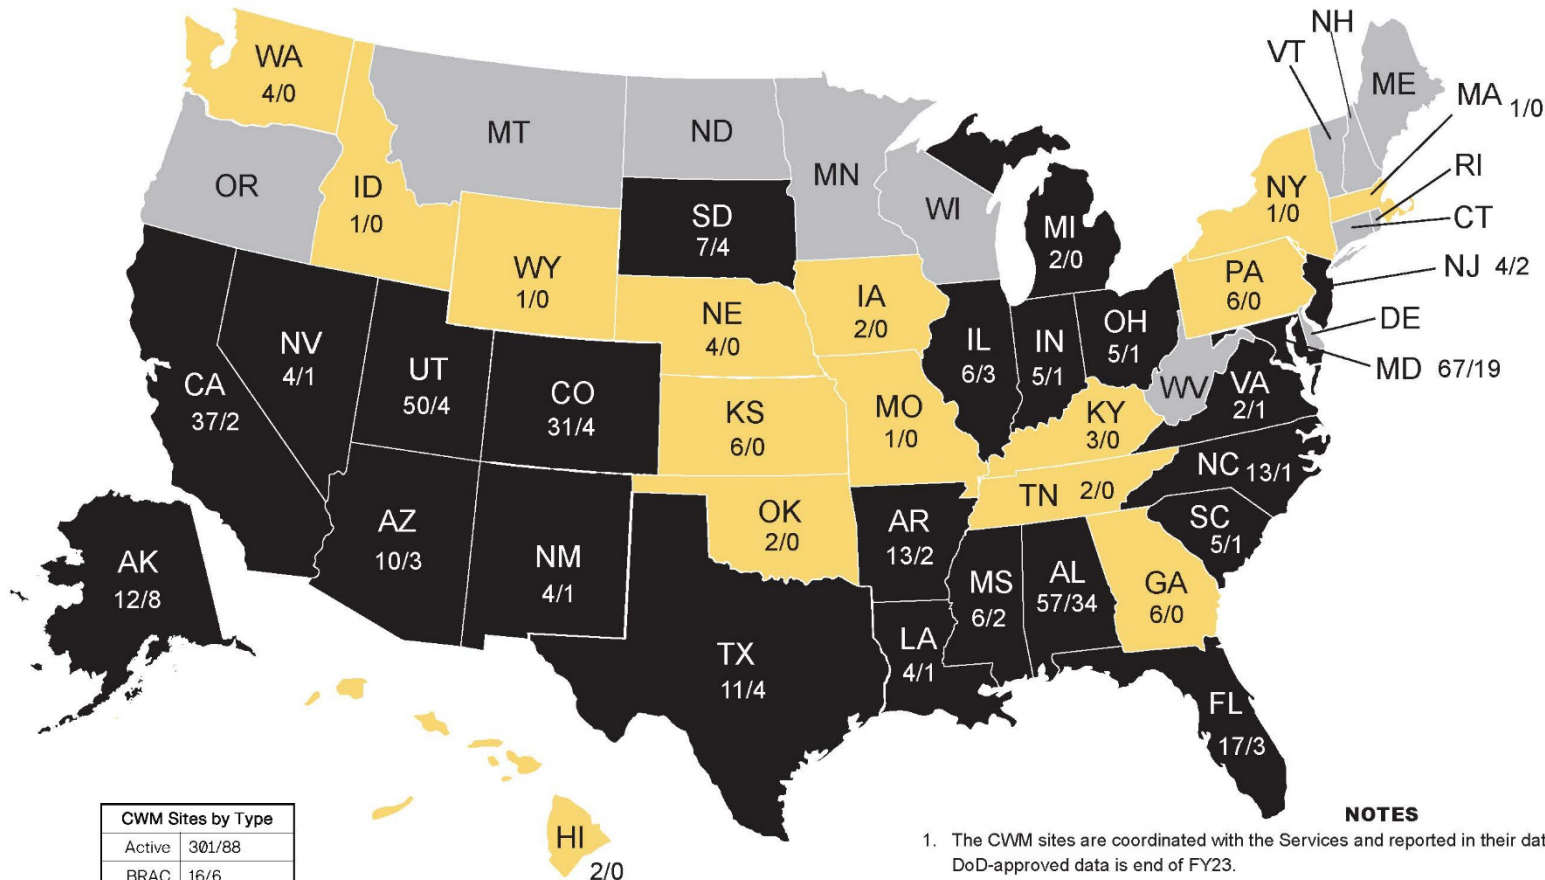 NH
VT
WA
4/0
ME
MA 1/0
MT
ND
RI
OR
ID
1/0
MN
NY
1/0
SD
7/4
WI
MI
2/0
CT
WY
1/0
PA
6/0
NJ 4/2
NE
4/0
IA
2/0
DE
NV
4/1
UT
50/4
IL
6/3
IN
5/1
OH
5/1
MD 67/19
CA
37/2
CO
31/4
WV
VA
2/1
KS
6/0
MO
1/0
KY
3/0
NC 13/1
TN 2/0
AZ
10/3
OK
2/0
AR
13/2
SC
5/1
AK
12/8
NM
4/1
MS
6/2
AL
57/34
GA
6/0
TX
11/4
LA
4/1
FL
17/3
HI
2/0
CWM Sites by Type
Active 301/88
BRAC 16/6
NOTES
1. The CWM sites are coordinated with the Services and reported in their dat
DoD-approved data is end of FY23.